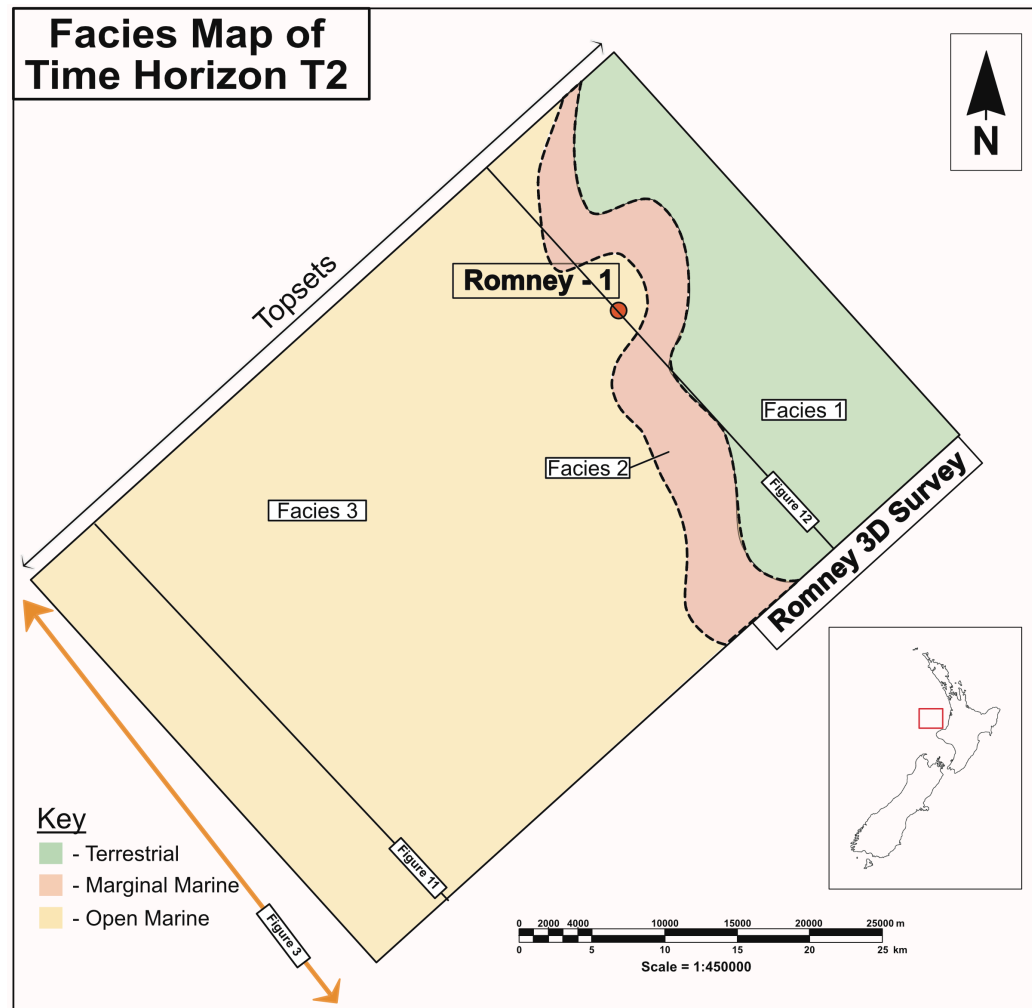 Facies Map of
Time Horizon T2
N
Topsets
Romney - 1
Facies 1
Facies 2
Facies 3
Figure 12
Romney 3D Survey
Figure 11
Figure 3
Key
- Terrestrial
- Marginal Marine
- Open Marine
0 2000 4000 10000 15000 20000 25000 m
0 5 10 15 20 25 km
Scale = 1:450000